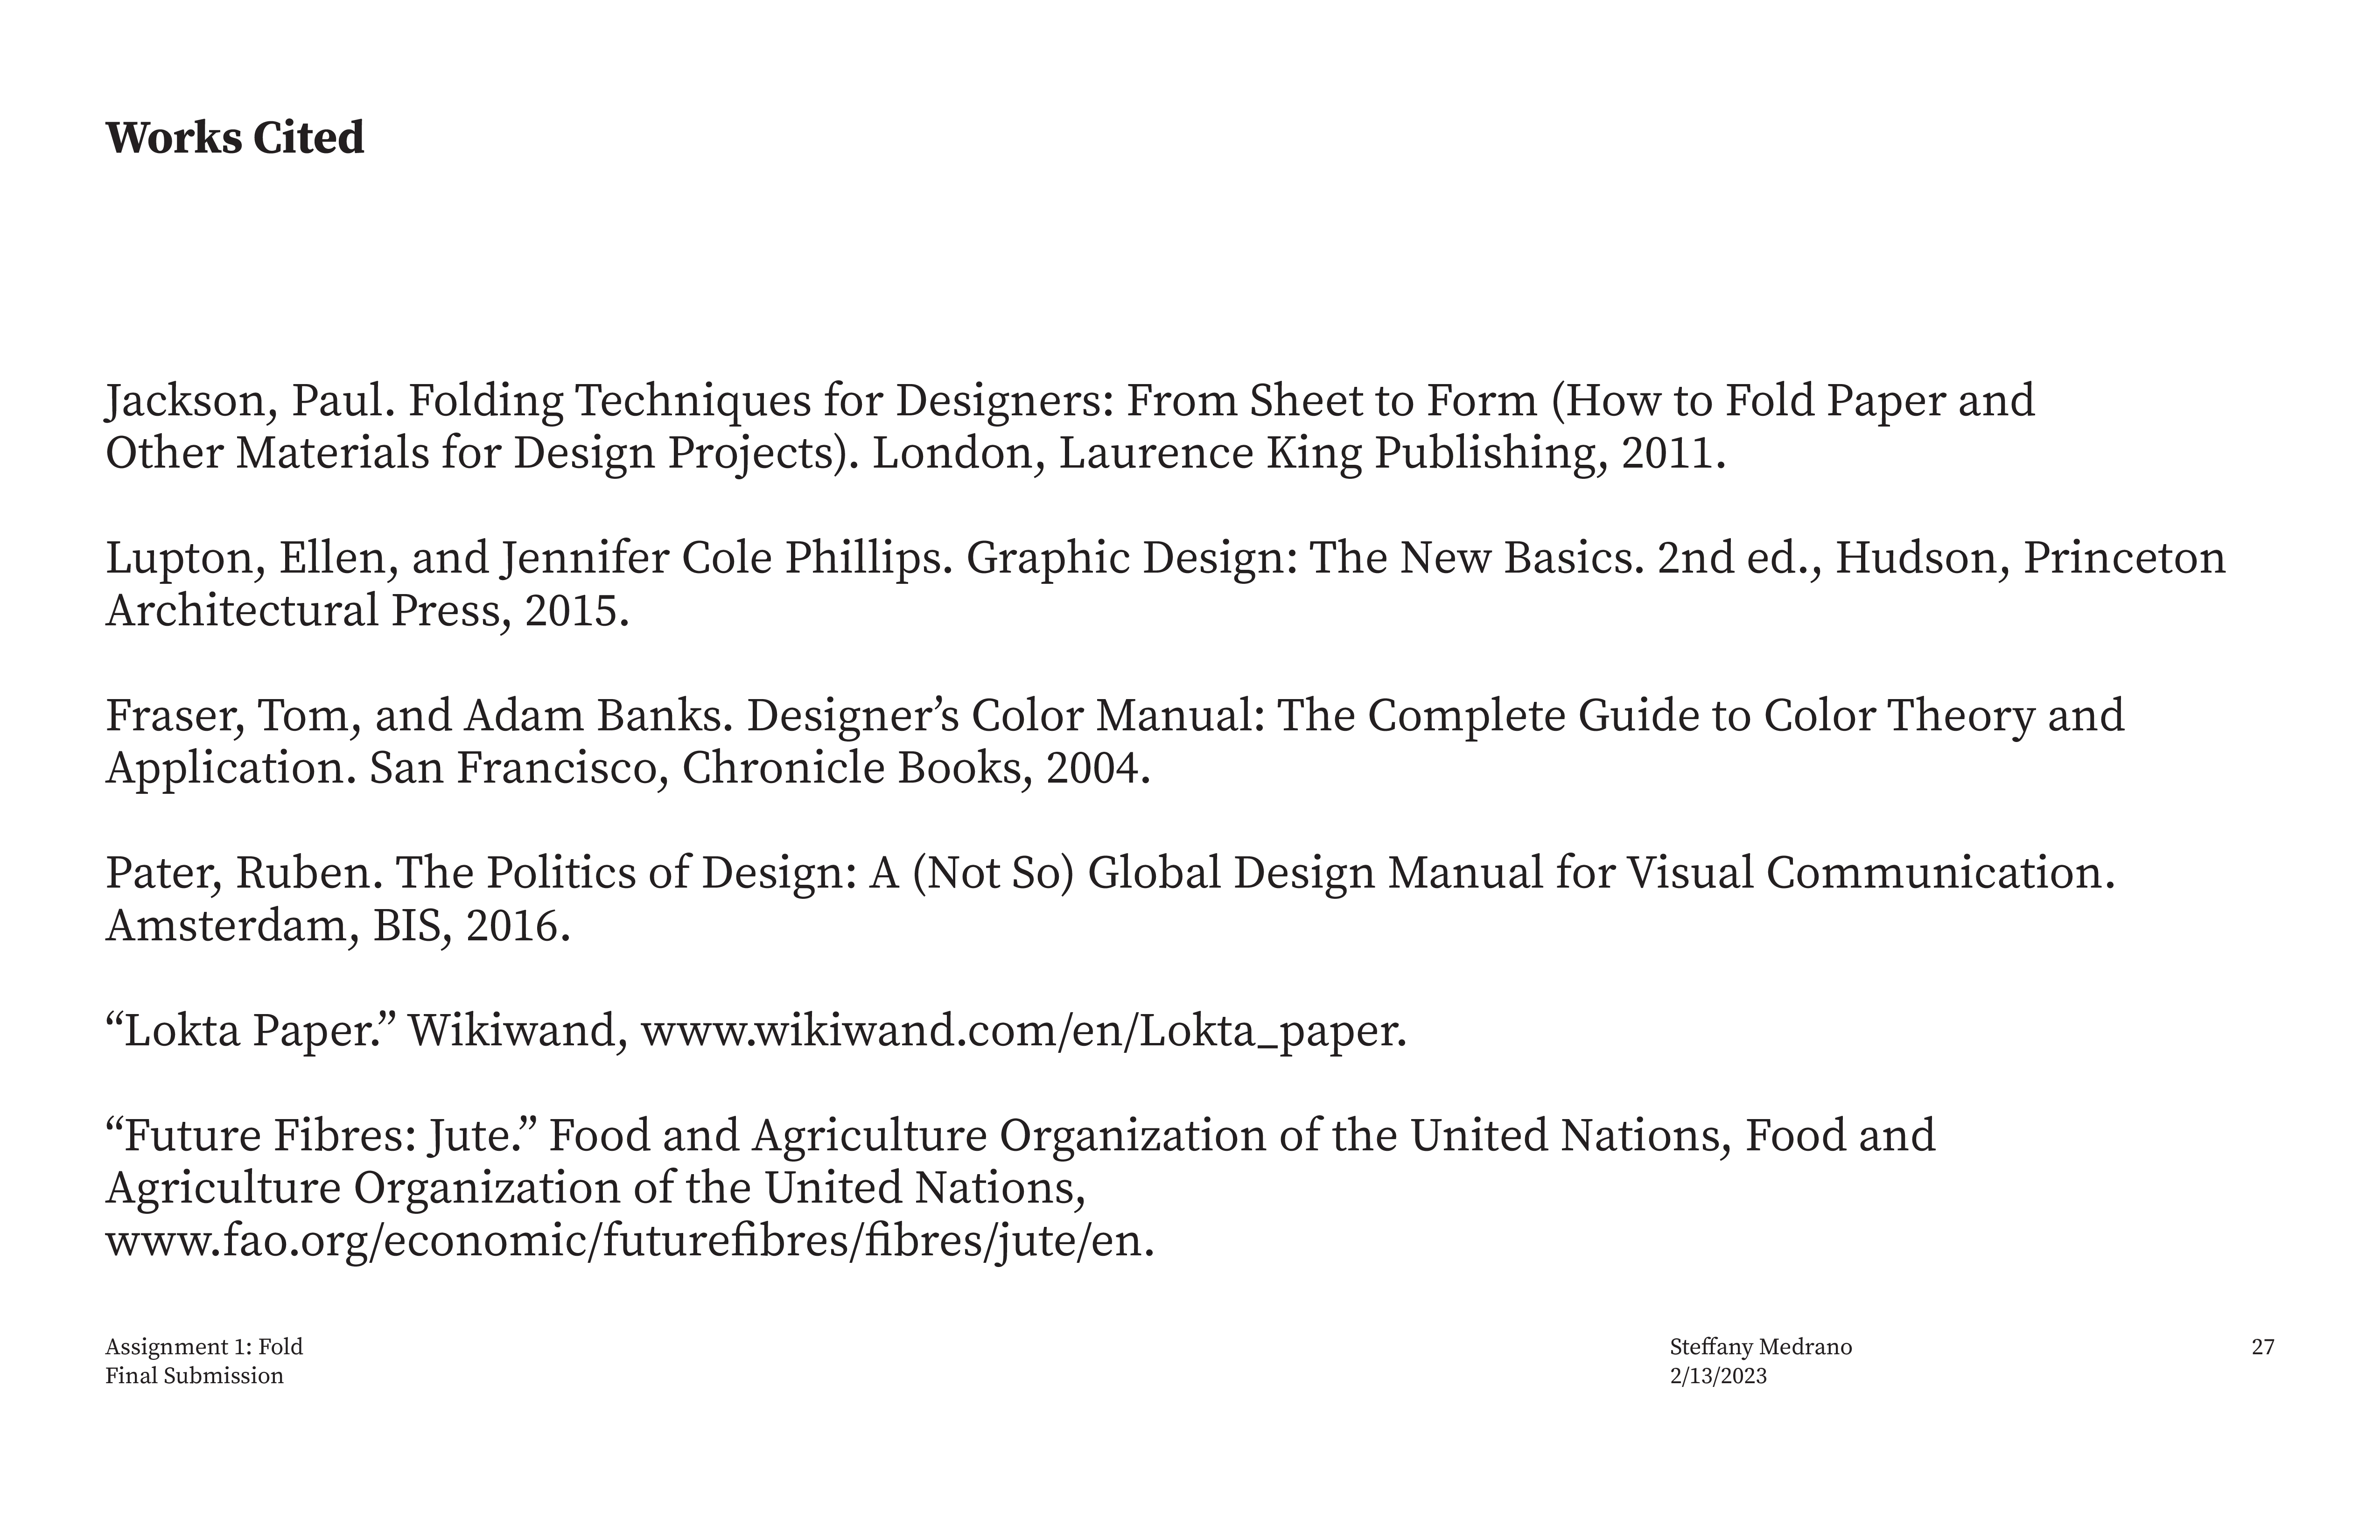 Works Cited
Jackson, Paul. Folding Techniques for Designers: From Sheet to Form (How to Fold Paper and
Other Materials for Design Projects). London, Laurence King Publishing, 2011.
Lupton, Ellen, and Jennifer Cole Phillips. Graphic Design: The New Basics. 2nd ed., Hudson, Princeton
Architectural Press, 2015.
Fraser, Tom, and Adam Banks. Designer’s Color Manual: The Complete Guide to Color Theory and
Application. San Francisco, Chronicle Books, 2004.
Pater, Ruben. The Politics of Design: A (Not So) Global Design Manual for Visual Communication.
Amsterdam, BIS, 2016.
“Lokta Paper.” Wikiwand, www.wikiwand.com/en/Lokta_paper.
“Future Fibres: Jute.” Food and Agriculture Organization of the United Nations, Food and
Agriculture Organization of the United Nations,
www.fao.org/economic/futurefibres/fibres/jute/en.
Assignment 1: Fold
Final Submission
Steffany Medrano
2/13/2023
27